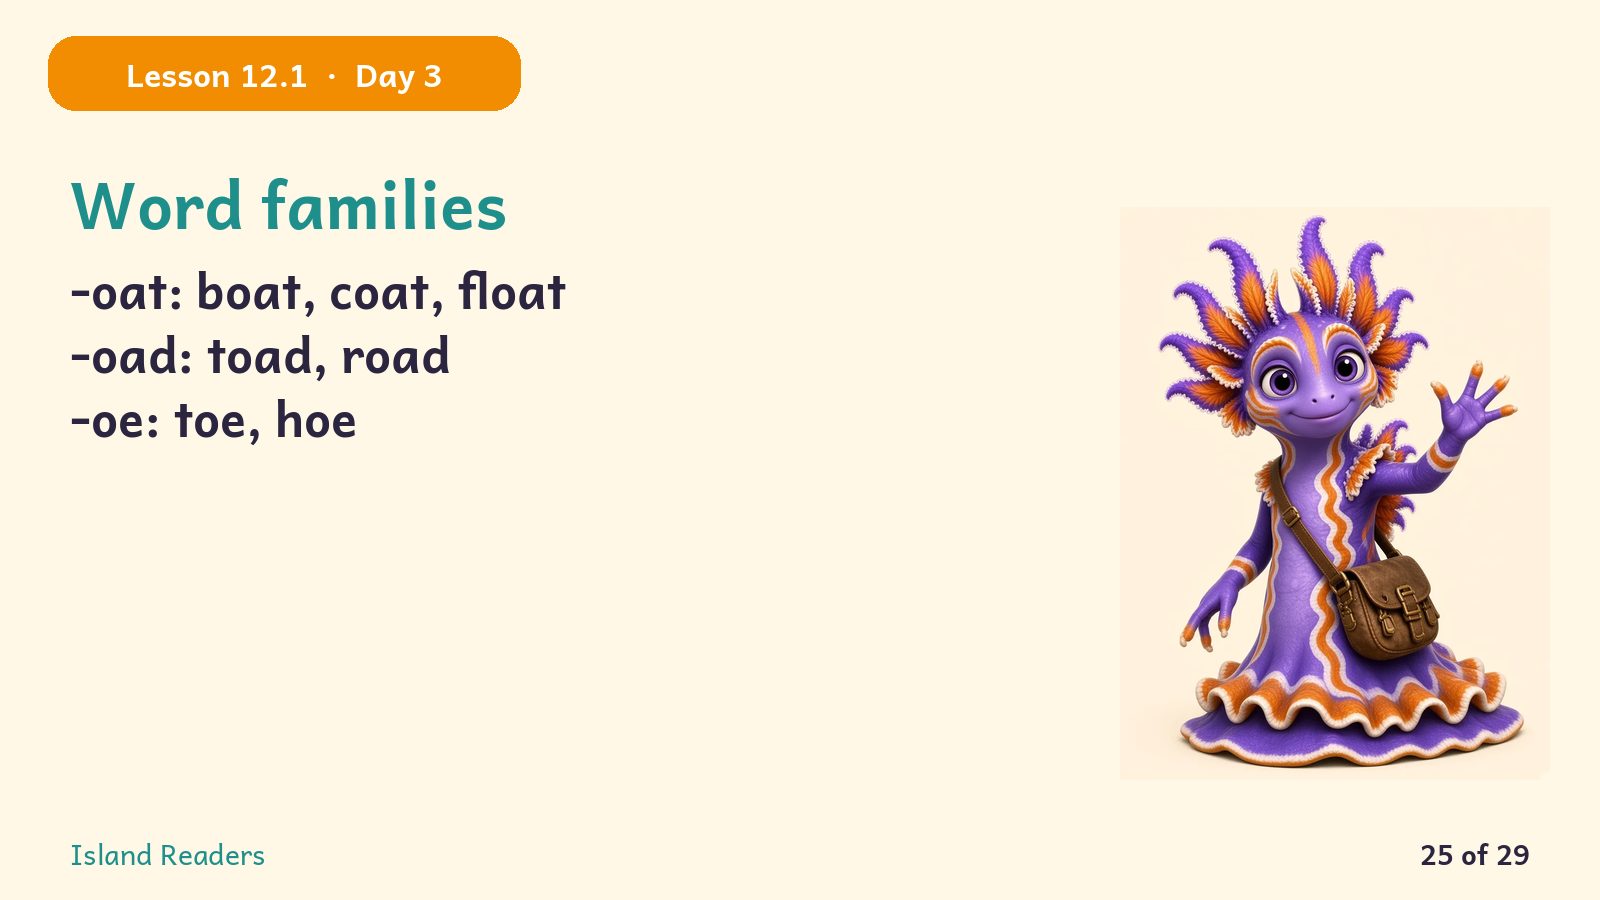 Lesson 12.1 · Day 3
Word families
-oat: boat, coat, float
-oad: toad, road
-oe: toe, hoe
Island Readers
25 of 29